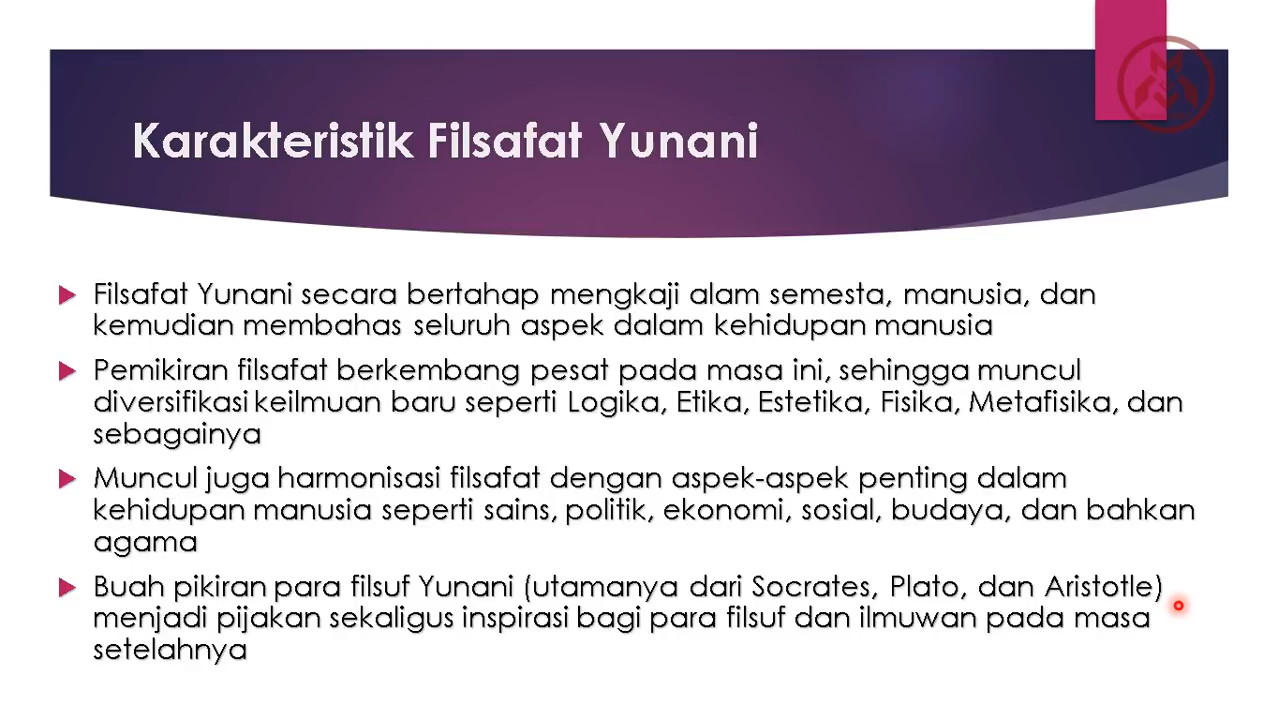 Karakteristik Filsafat Yunani
Filsafat Yunani secara bertahap mengkaji alam semesta, manusia, dan
kemudian membahas seluruh aspek dalam kehidupan manusia
Pemikiran filsafat berkembang pesat pada masa ini, sehingga muncul
diversifikasi keilmuan baru seperti Logika, Etika, Estetika, Fisika, Metafisika, dan
sebagainya
Muncul juga harmonisasi filsafat dengan aspek-aspek penting dalam
kehidupan manusia seperti sains, politik, ekonomi, sosial, budaya, dan bahkan
agama
Buah pikiran para filsuf Yunani (utamanya dari Socrates, Plato, dan Aristotle)
menjadi pijakan sekaligus inspirasi bagi para filsuf dan ilmuwan pada masa
setelahnya